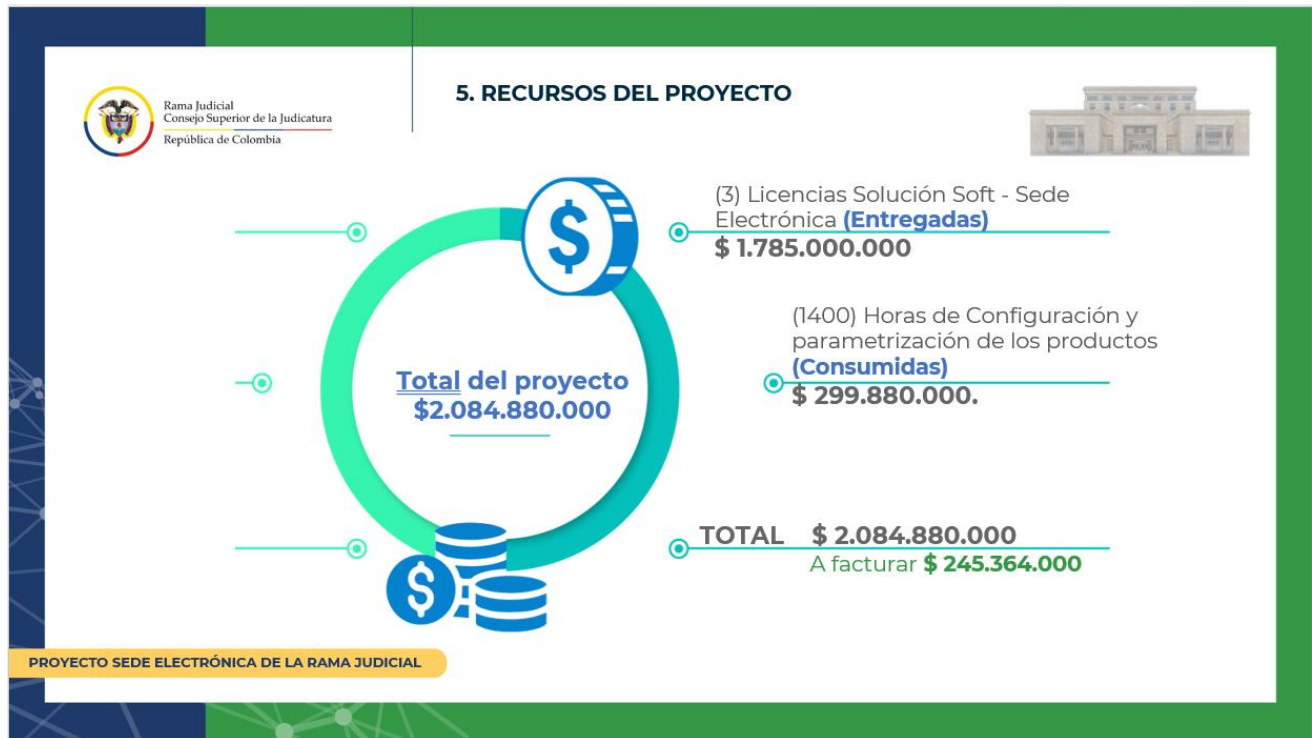 5. RECURSOS DEL PROYECTO
Rama Judicial
Consejo Superior de la Judicatura
República de Colombia
(3) Licencias Solución Soft - Sede
Electrónica (Entregadas)
$ 1.785.000.000
(1400) Horas de Configuración y
parametrización de los productos
(Consumidas)
$ 299.880.000.
Total del proyecto
$2.084.880.000
TOTAL $ 2.084.880.000
A facturar $ 245.364.000
PROYECTO SEDE ELECTRÓNICA DE LA RAMA JUDICIAL